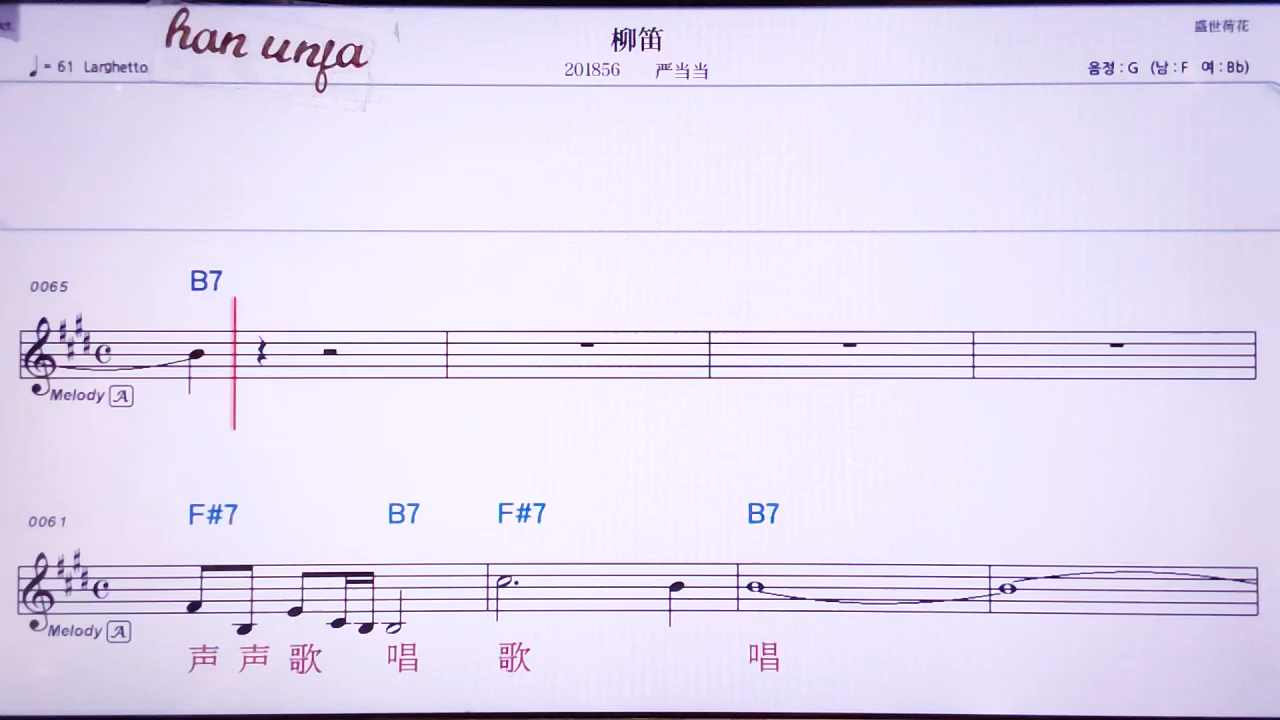 han unfa
柳笛
盛世荷花
♩= 61 Larghetto
201856 严当当
음정 : G (남 : F 여 : Bb)
0065
B7
Melody A
0061
F#7 B7 F#7 B7
Melody A
声 声 歌 唱 歌 唱